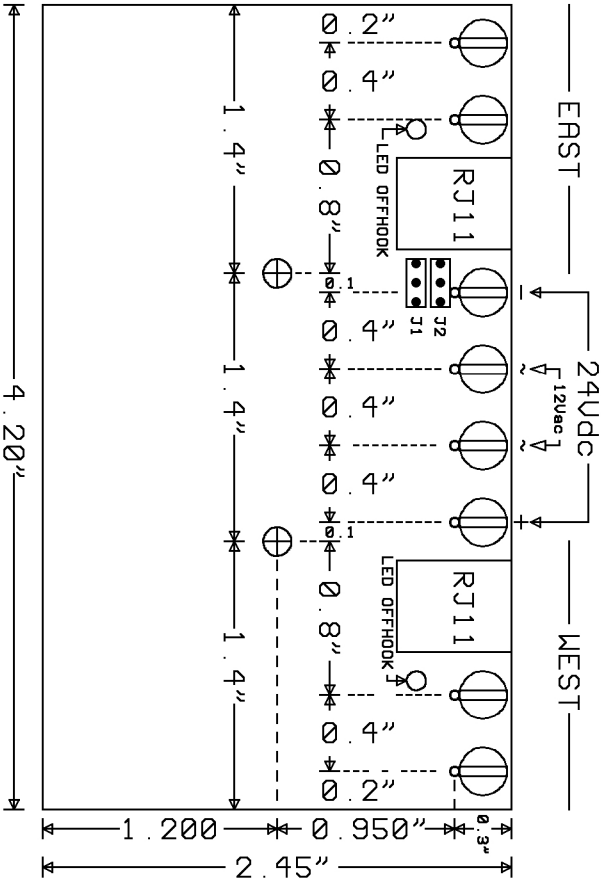 EAST
24Vdc
12Vac
WEST
−
~
~
+
RJ11
J2
J1
RJ11
LED OFFHOOK
LED OFFHOOK
0.2"
0.4"
0.8"
0.1
0.4"
0.4"
0.4"
0.1
0.8"
0.4"
0.2"
1.4"
1.4"
1.4"
4.20"
1.200
0.950"
0.3"
2.45"